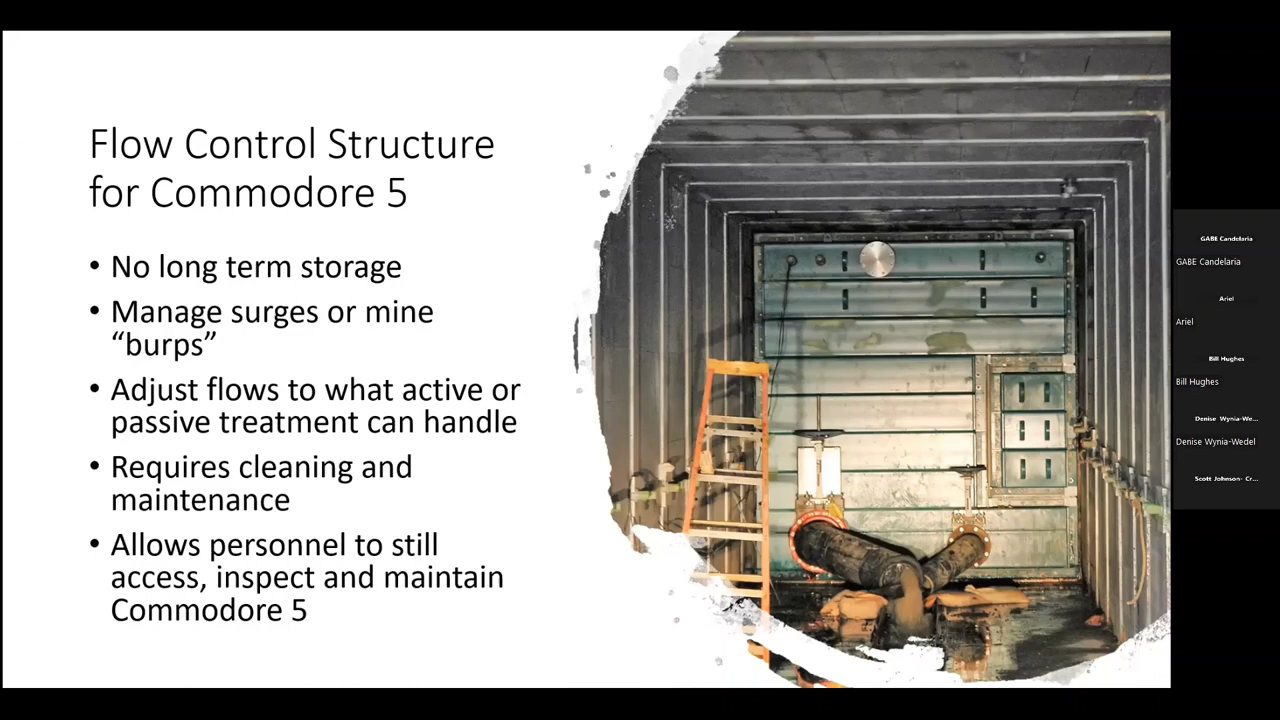 Flow Control Structure
for Commodore 5
• No long term storage
• Manage surges or mine
“burps”
• Adjust flows to what active or
passive treatment can handle
• Requires cleaning and
maintenance
• Allows personnel to still
access, inspect and maintain
Commodore 5
GABE Candelaria
GABE Candelaria
Ariel
Ariel
Bill Hughes
Bill Hughes
Denise Wynia-We...
Denise Wynia-Wedel
Scott Johnson- Cr...